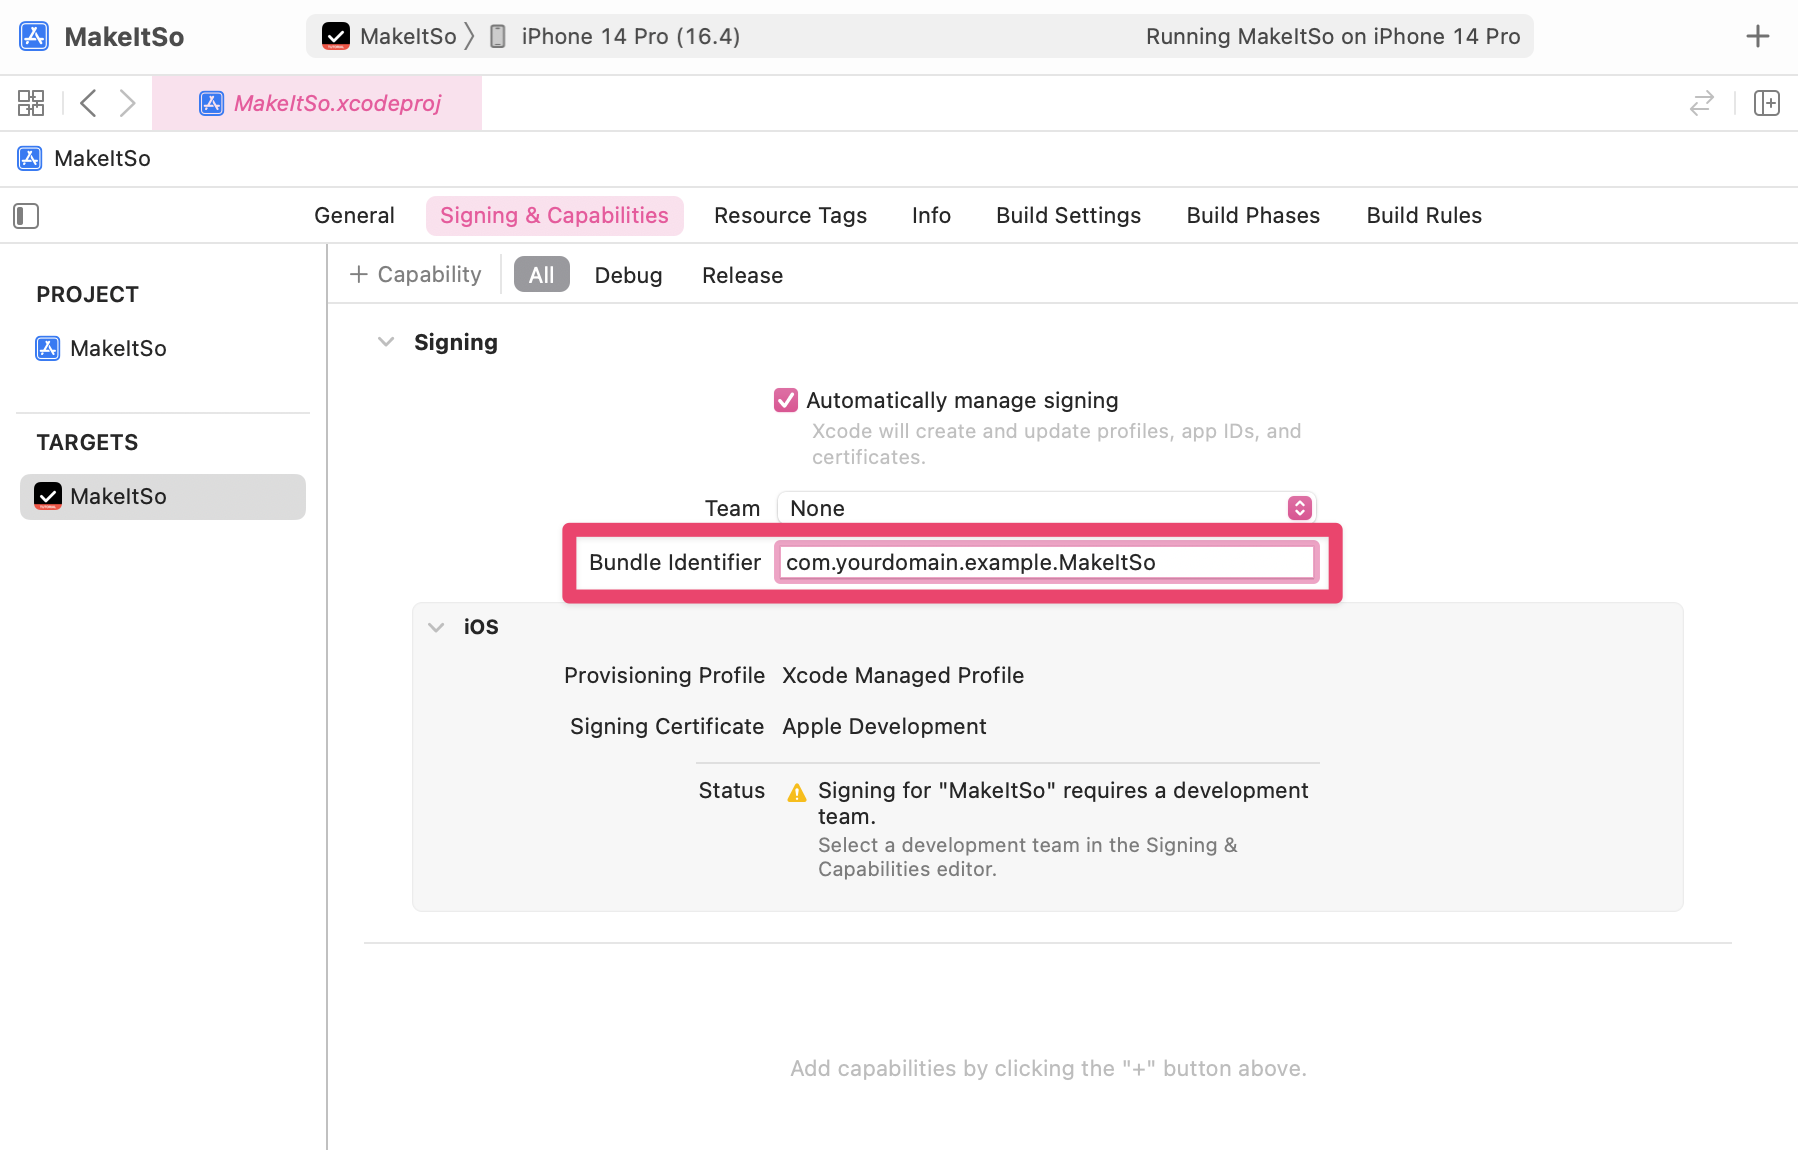 MakeItSo
MakeItSo
iPhone 14 Pro (16.4)
Running MakeItSo on iPhone 14 Pro
MakeItSo.xcodeproj
MakeItSo
General
Signing & Capabilities
Resource Tags
Info
Build Settings
Build Phases
Build Rules
PROJECT
MakeItSo
TARGETS
MakeItSo
+ Capability
All
Debug
Release
Signing
Automatically manage signing
Xcode will create and update profiles, app IDs, and
certificates.
Team None
Bundle Identifier com.yourdomain.example.MakeItSo
iOS
Provisioning Profile Xcode Managed Profile
Signing Certificate Apple Development
Status Signing for "MakeItSo" requires a development
team.
Select a development team in the Signing &
Capabilities editor.
Add capabilities by clicking the "+" button above.